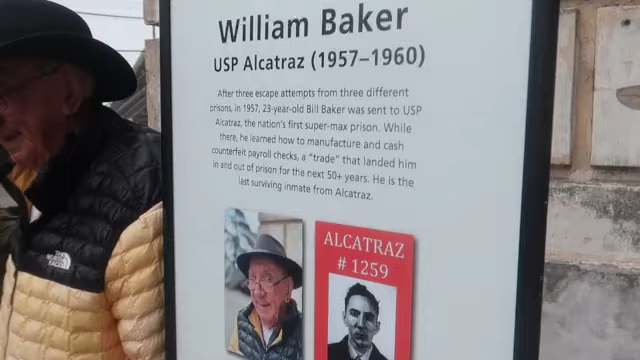 William Baker
USP Alcatraz (1957–1960)
After three escape attempts from three different
prisons, in 1957, 23-year-old Bill Baker was sent to USP
Alcatraz, the nation's first super-max prison. While
there, he learned how to manufacture and cash
counterfeit payroll checks, a "trade" that landed him
in and out of prison for the next 50+ years. He is the
last surviving inmate from Alcatraz.
THE
NORTH
FACE
ALCATRAZ
# 1259